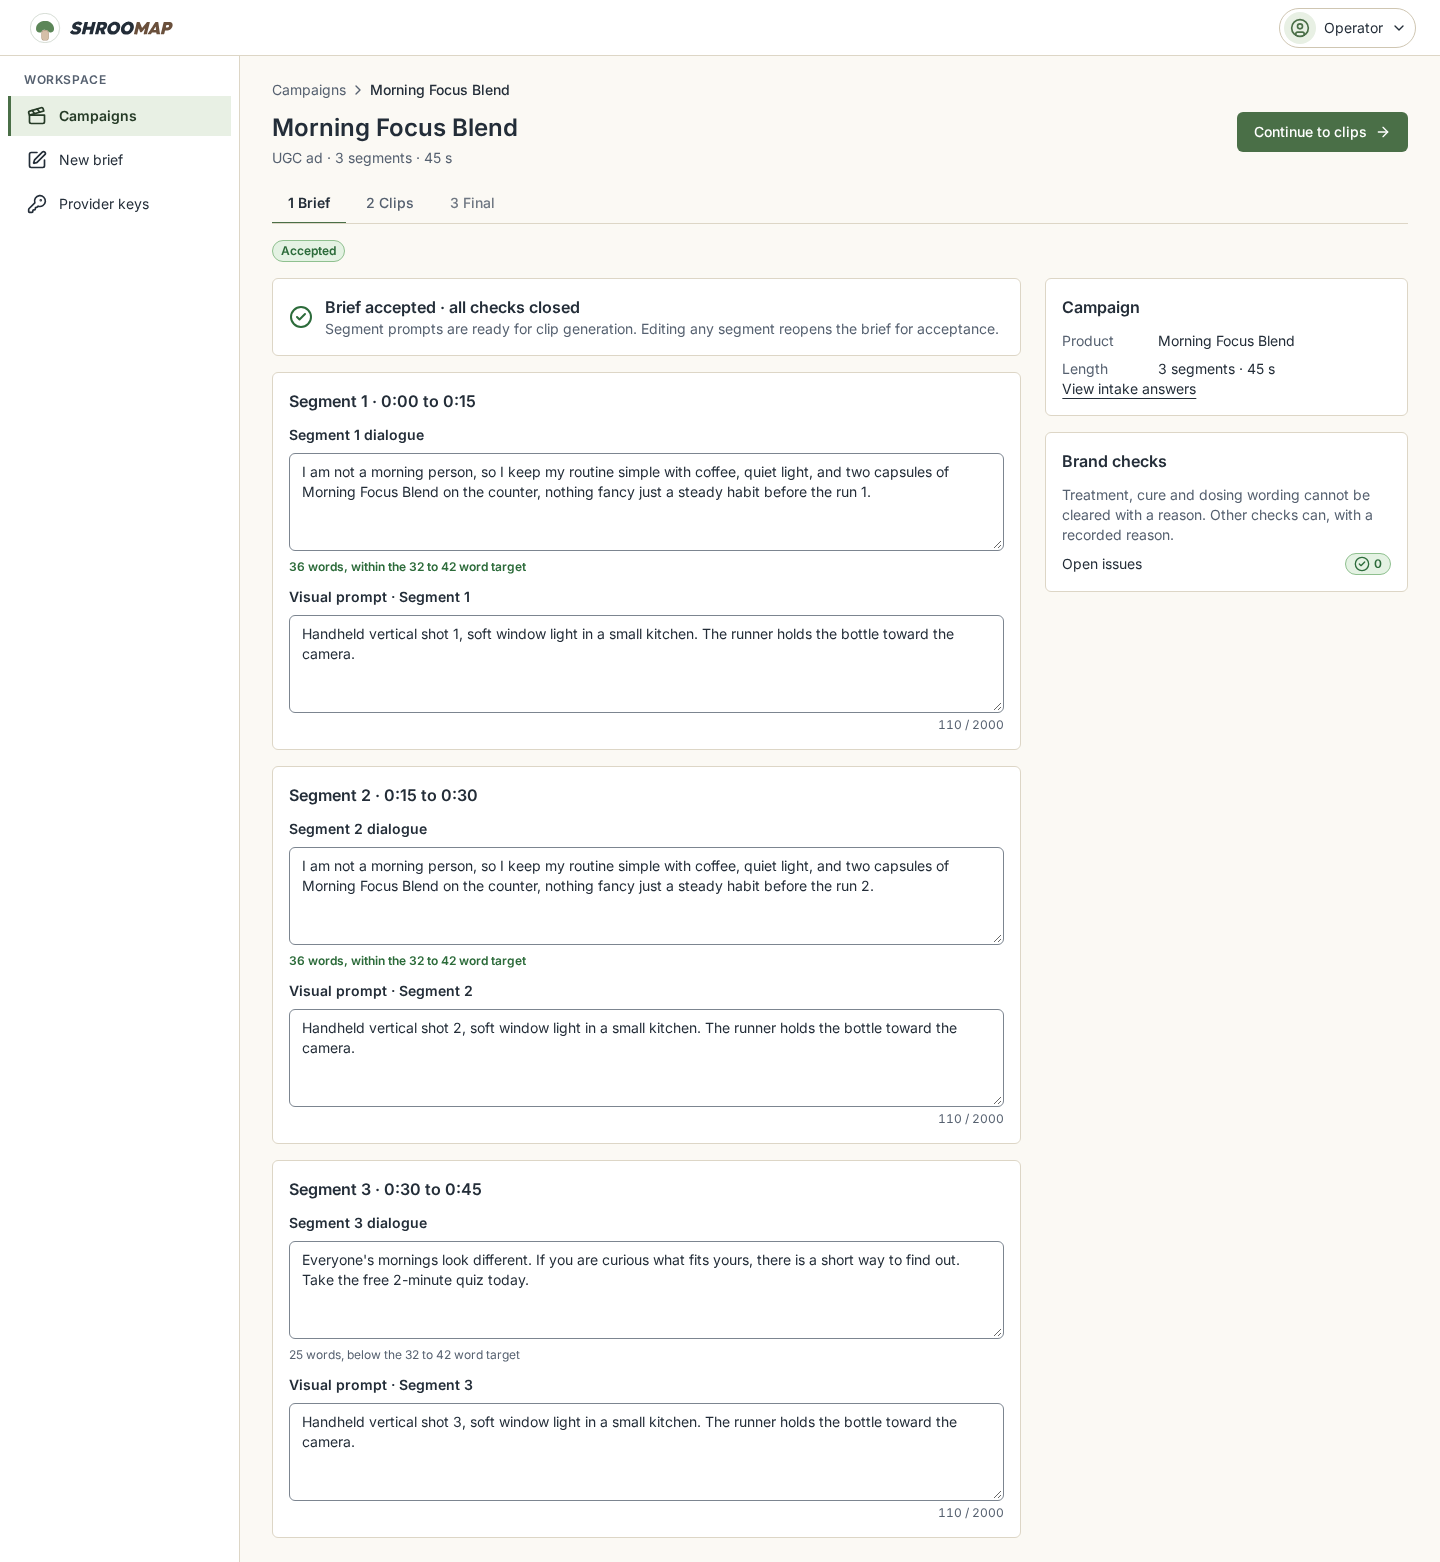 SHROOMAP
Operator
WORKSPACE
Campaigns
New brief
Provider keys
Campaigns > Morning Focus Blend
Morning Focus Blend
UGC ad · 3 segments · 45 s
Continue to clips →
1 Brief
2 Clips
3 Final
Accepted
Brief accepted · all checks closed
Segment prompts are ready for clip generation. Editing any segment reopens the brief for acceptance.
Segment 1 · 0:00 to 0:15
Segment 1 dialogue
I am not a morning person, so I keep my routine simple with coffee, quiet light, and two capsules of
Morning Focus Blend on the counter, nothing fancy just a steady habit before the run 1.
36 words, within the 32 to 42 word target
Visual prompt · Segment 1
Handheld vertical shot 1, soft window light in a small kitchen. The runner holds the bottle toward the
camera.
110 / 2000
Segment 2 · 0:15 to 0:30
Segment 2 dialogue
I am not a morning person, so I keep my routine simple with coffee, quiet light, and two capsules of
Morning Focus Blend on the counter, nothing fancy just a steady habit before the run 2.
36 words, within the 32 to 42 word target
Visual prompt · Segment 2
Handheld vertical shot 2, soft window light in a small kitchen. The runner holds the bottle toward the
camera.
110 / 2000
Segment 3 · 0:30 to 0:45
Segment 3 dialogue
Everyone's mornings look different. If you are curious what fits yours, there is a short way to find out.
Take the free 2-minute quiz today.
25 words, below the 32 to 42 word target
Visual prompt · Segment 3
Handheld vertical shot 3, soft window light in a small kitchen. The runner holds the bottle toward the
camera.
110 / 2000
Campaign
Product Morning Focus Blend
Length 3 segments · 45 s
View intake answers
Brand checks
Treatment, cure and dosing wording cannot be
cleared with a reason. Other checks can, with a
recorded reason.
Open issues 0